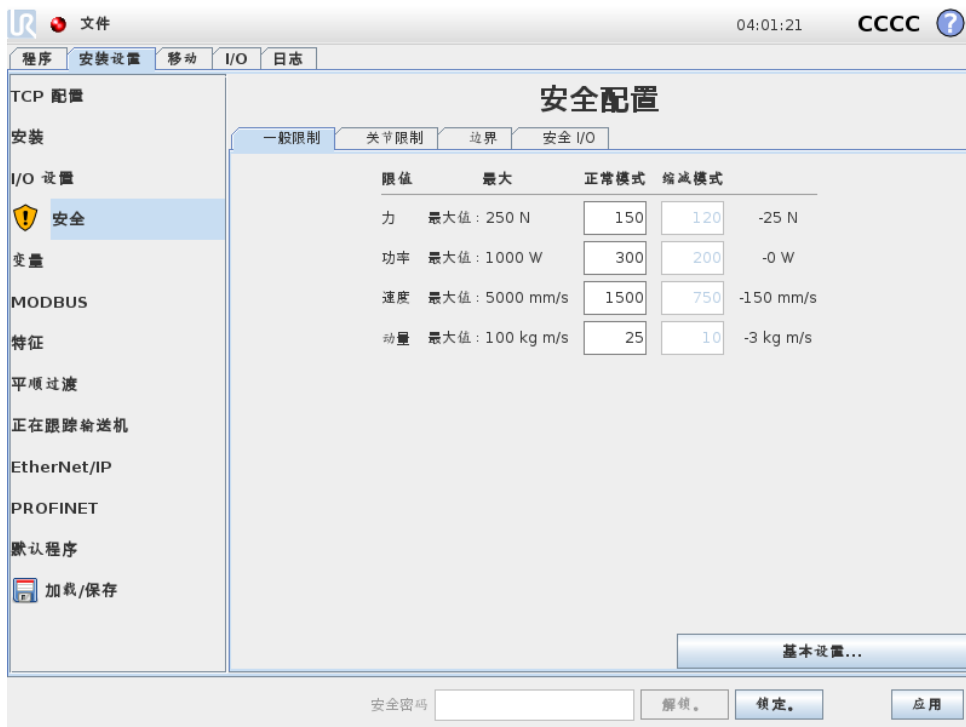 UR 文件 04:01:21 CCCC ?
程序 安装设置 移动 I/O 日志
TCP 配置
安装
I/O 设置
安全
变量
MODBUS
特征
平顺过渡
正在跟踪输送机
EtherNet/IP
PROFINET
默认程序
加载/保存
安全配置
一般限制 关节限制 边界 安全 I/O
限值 最大 正常模式 缩减模式
力 最大值：250 N 150 120 -25 N
功率 最大值：1000 W 300 200 -0 W
速度 最大值：5000 mm/s 1500 750 -150 mm/s
动量 最大值：100 kg m/s 25 10 -3 kg m/s
基本设置...
安全密码 解锁。 锁定。 应用